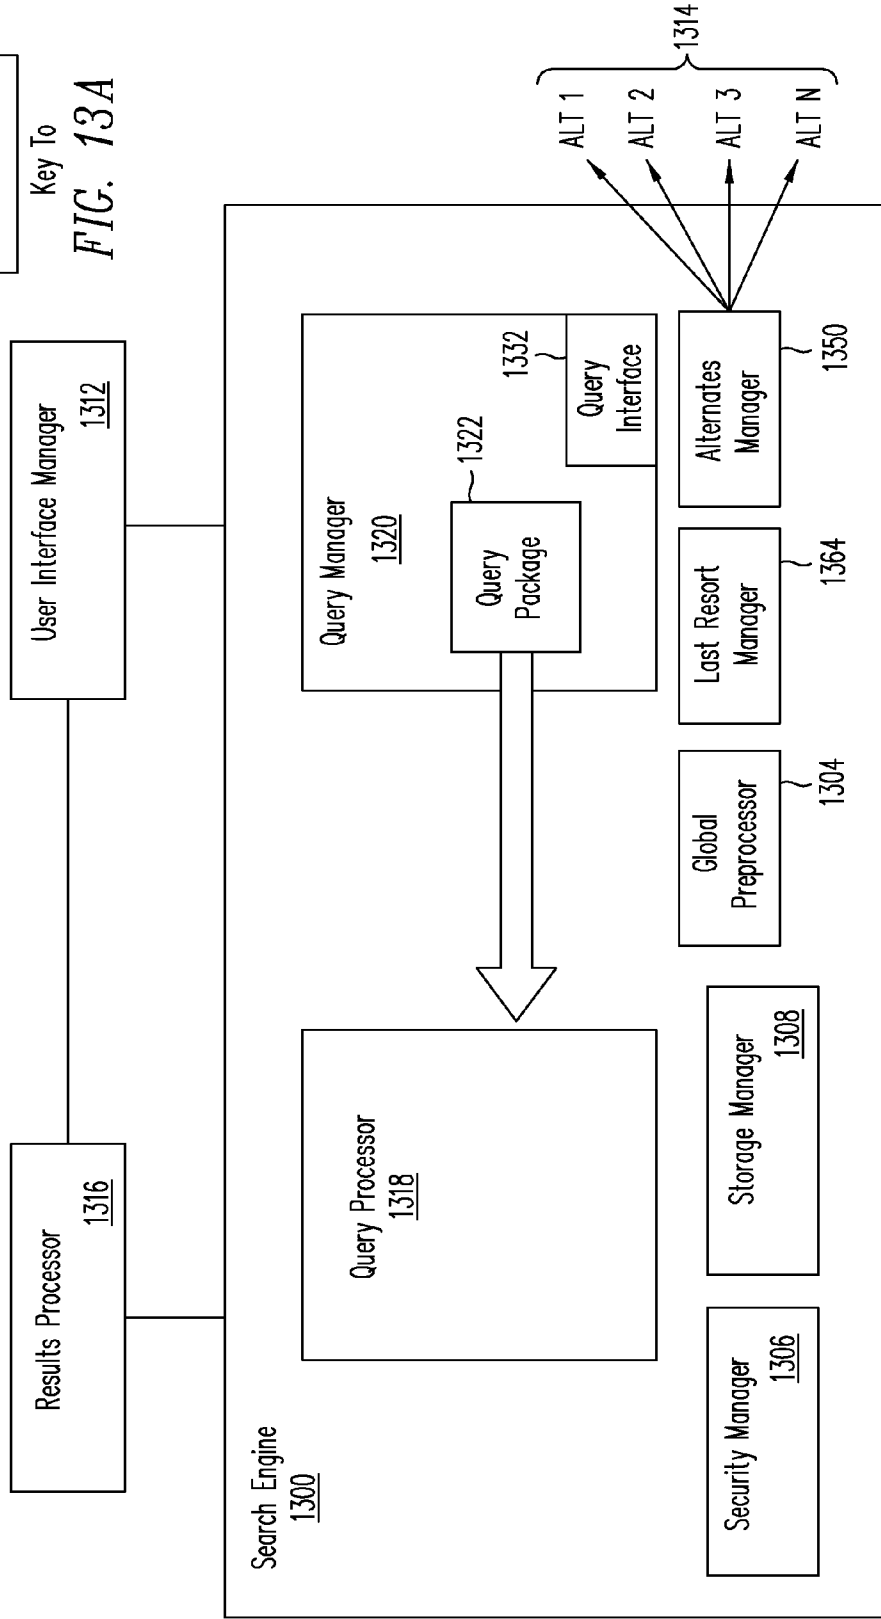 Key To
FIG. 13A
Results Processor
1316
User Interface Manager
1312
Search Engine
1300
Query Processor
1318
Query Manager
1320
Query
Package
1322
Query
Interface
1332
Security Manager
1306
Storage Manager
1308
Global
Preprocessor
1304
Last Resort
Manager
1364
Alternates
Manager
1350
ALT 1
ALT 2
ALT 3
ALT N
1314